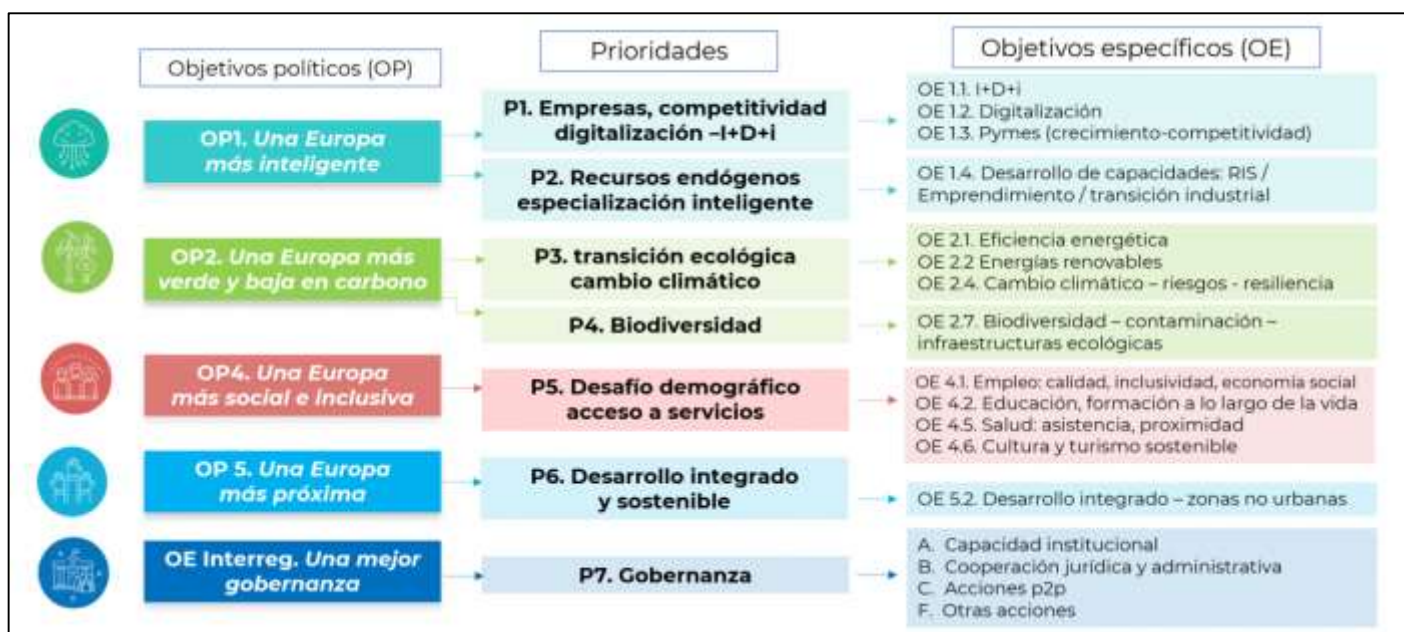 Objetivos políticos (OP)
Prioridades
Objetivos específicos (OE)
OP1. Una Europa
más inteligente
P1. Empresas, competitividad
digitalización –I+D+i
OE 1.1. I+D+i
OE 1.2. Digitalización
OE 1.3. Pymes (crecimiento-competitividad)
P2. Recursos endógenos
especialización inteligente
OE 1.4. Desarrollo de capacidades: RIS /
Emprendimiento / transición industrial
OP2. Una Europa más
verde y baja en carbono
P3. transición ecológica
cambio climático
OE 2.1. Eficiencia energética
OE 2.2 Energías renovables
OE 2.4. Cambio climático – riesgos - resiliencia
P4. Biodiversidad
OE 2.7. Biodiversidad – contaminación –
infraestructuras ecológicas
OP4. Una Europa
más social e inclusiva
P5. Desafío demográfico
acceso a servicios
OE 4.1. Empleo: calidad, inclusividad, economía social
OE 4.2. Educación, formación a lo largo de la vida
OE 4.5. Salud: asistencia, proximidad
OE 4.6. Cultura y turismo sostenible
OP 5. Una Europa
más próxima
P6. Desarrollo integrado
y sostenible
OE 5.2. Desarrollo integrado – zonas no urbanas
OE Interreg. Una mejor
gobernanza
P7. Gobernanza
A. Capacidad institucional
B. Cooperación jurídica y administrativa
C. Acciones p2p
F. Otras acciones